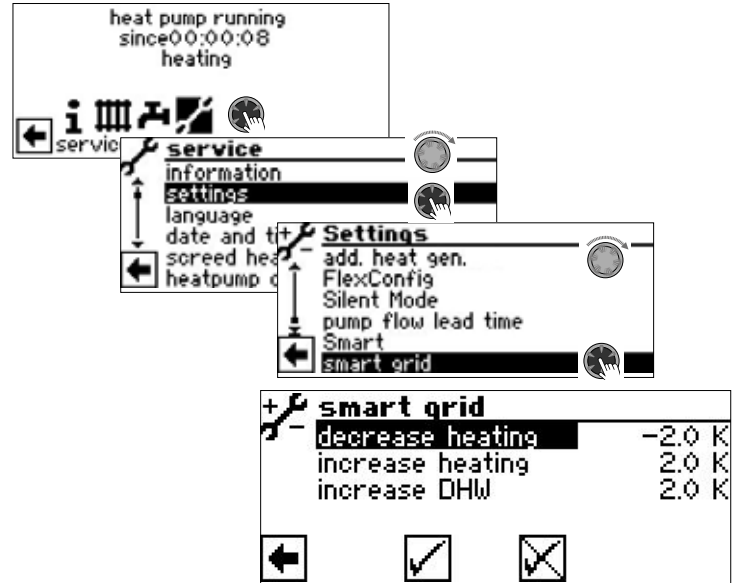 heat pump running
since00:00:08
heating
service
information
settings
language
date and
screed
heatpump
Settings
add. heat gen.
FlexConfig
Silent Mode
pump flow lead time
Smart
smart grid
smart grid
decrease heating -2.0 K
increase heating 2.0 K
increase DHW 2.0 K